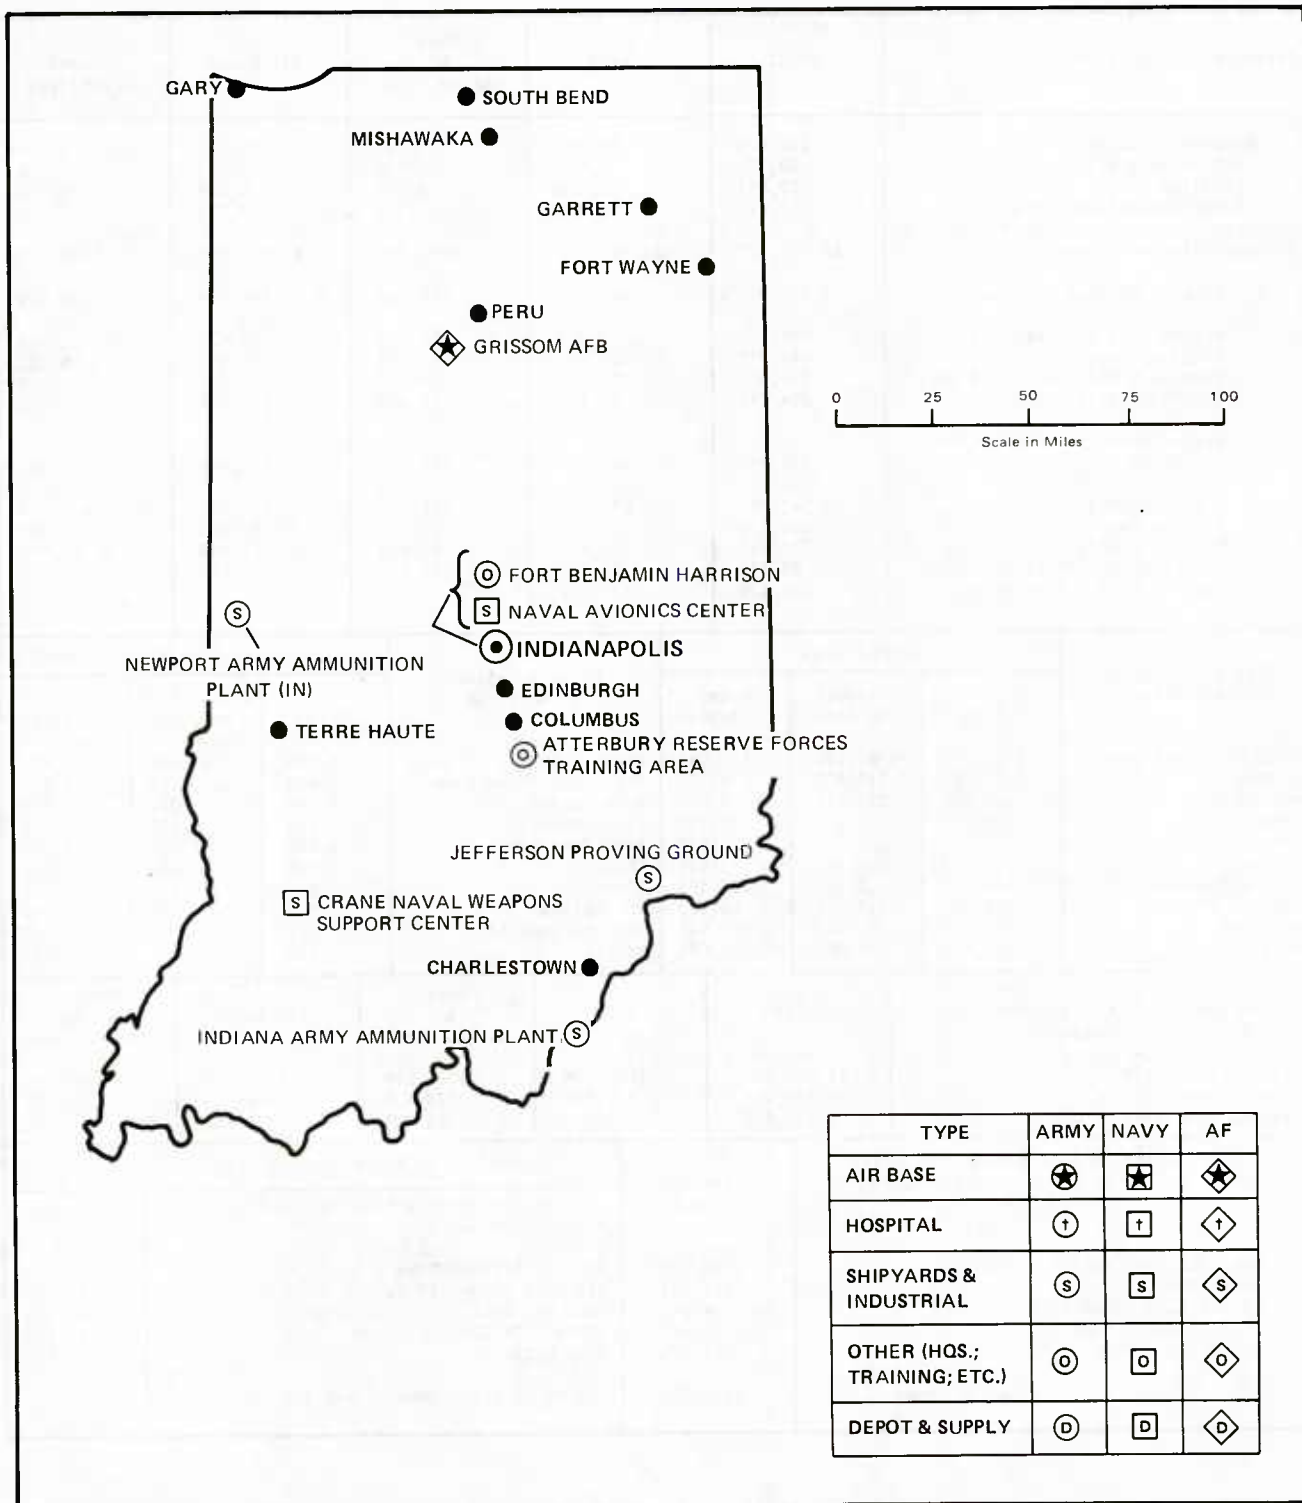 GARY
SOUTH BEND
MISHAWAKA
GARRETT
FORT WAYNE
PERU
GRISSOM AFB
0 25 50 75 100
Scale in Miles
O FORT BENJAMIN HARRISON
S NAVAL AVIONICS CENTER
S
INDIANAPOLIS
NEWPORT ARMY AMMUNITION
PLANT (IN)
EDINBURGH
COLUMBUS
TERRE HAUTE
O ATTERBURY RESERVE FORCES
TRAINING AREA
JEFFERSON PROVING GROUND
S
S CRANE NAVAL WEAPONS
SUPPORT CENTER
CHARLESTOWN
INDIANA ARMY AMMUNITION PLANT S
TYPE ARMY NAVY AF
AIR BASE
HOSPITAL † † †
SHIPYARDS &
INDUSTRIAL S S S
OTHER (HQS.;
TRAINING; ETC.) O O O
DEPOT & SUPPLY D D D